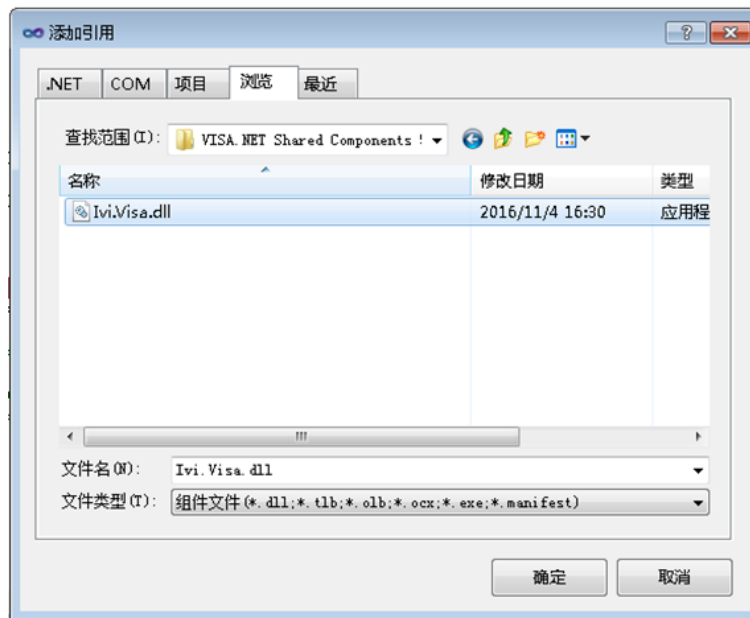 添加引用
.NET COM 项目 浏览 最近
查找范围(I): VISA.NET Shared Components
名称 修改日期 类型
Ivi.Visa.dll 2016/11/4 16:30 应用程
文件名(N): Ivi.Visa.dll
文件类型(T): 组件文件(*.dll;*.tlb;*.olb;*.ocx;*.exe;*.manifest)
确定 取消